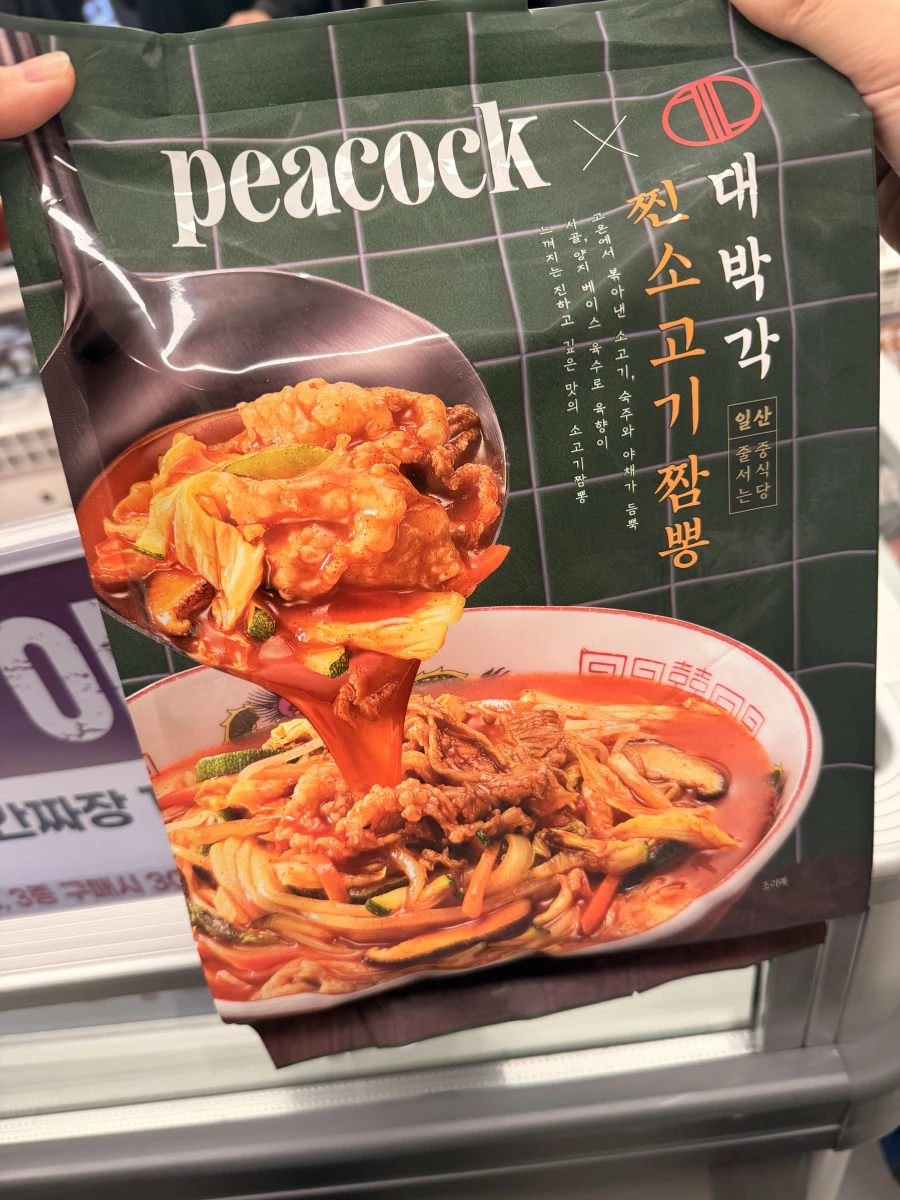 peacock
대박각
찐소고기짬뽕
일산
줄서는
중식당
고온에서 볶아낸 소고기, 숙주와 야채가 듬뿍
사골, 양지 베이스 육수로 육향이
느껴지는 진하고 깊은 맛의 소고기짬뽕
조리예
간짜장
3종 구매시